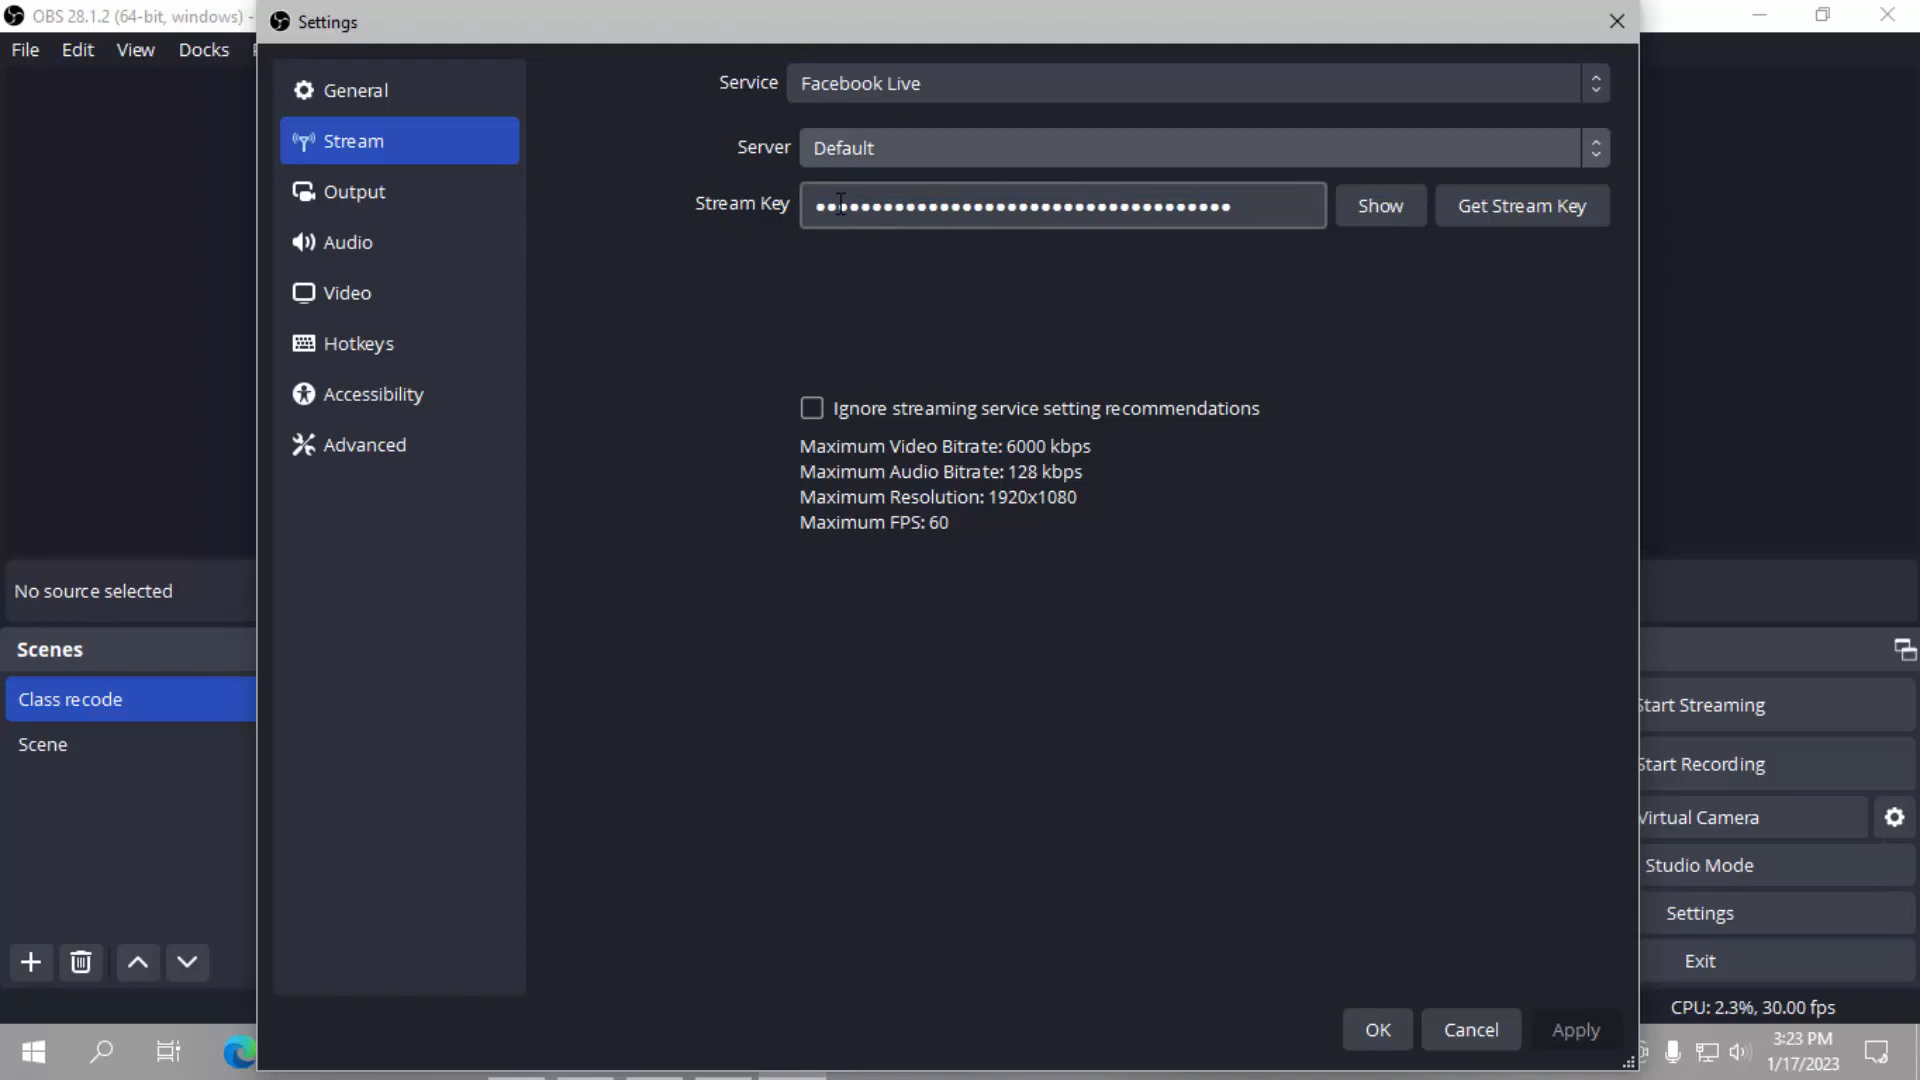 OBS 28.1.2 (64-bit, windows) -
Settings
File Edit View Docks
General
Stream
Output
Audio
Video
Hotkeys
Accessibility
Advanced
Service Facebook Live
Server Default
Stream Key ••••••••••••••••••••••••••••••••••••• Show Get Stream Key
Ignore streaming service setting recommendations
Maximum Video Bitrate: 6000 kbps
Maximum Audio Bitrate: 128 kbps
Maximum Resolution: 1920x1080
Maximum FPS: 60
No source selected
Scenes
Class recode
Scene
Start Streaming
Start Recording
Virtual Camera
Studio Mode
Settings
Exit
OK Cancel Apply
CPU: 2.3%, 30.00 fps
3:23 PM
1/17/2023